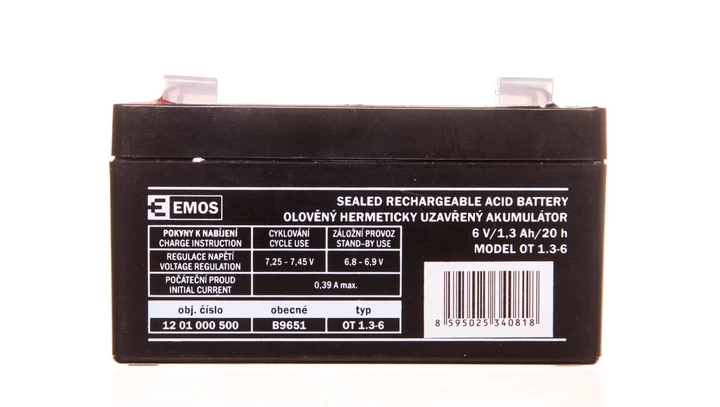 EMOS
SEALED RECHARGEABLE ACID BATTERY
OLOVĚNÝ HERMETICKY UZAVŘENÝ AKUMULÁTOR
6 V/1,3 Ah/20 h
MODEL OT 1.3-6
POKYNY K NABÍJENÍ
CHARGE INSTRUCTION
CYKLOVÁNÍ
CYCLE USE
ZÁLOŽNÍ PROVOZ
STAND-BY USE
REGULACE NAPĚTÍ
VOLTAGE REGULATION
7,25 - 7,45 V
6,8 - 6,9 V
POČÁTEČNÍ PROUD
INITIAL CURRENT
0,39 A max.
obj. číslo obecné typ
12 01 000 500 B9651 OT 1.3-6
8 595025 340818